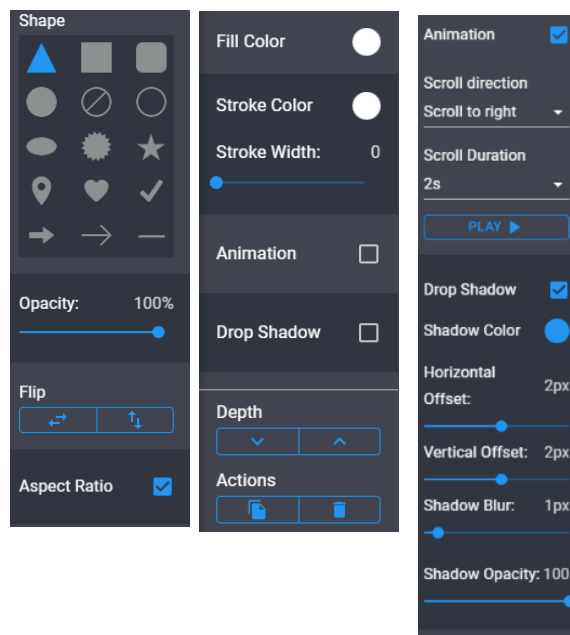 Shape
Opacity: 100%
Flip
Aspect Ratio
Fill Color
Stroke Color
Stroke Width: 0
Animation
Drop Shadow
Depth
Actions
Animation
Scroll direction
Scroll to right
Scroll Duration
2s
PLAY
Drop Shadow
Shadow Color
Horizontal
Offset: 2px
Vertical Offset: 2px
Shadow Blur: 1px
Shadow Opacity: 100